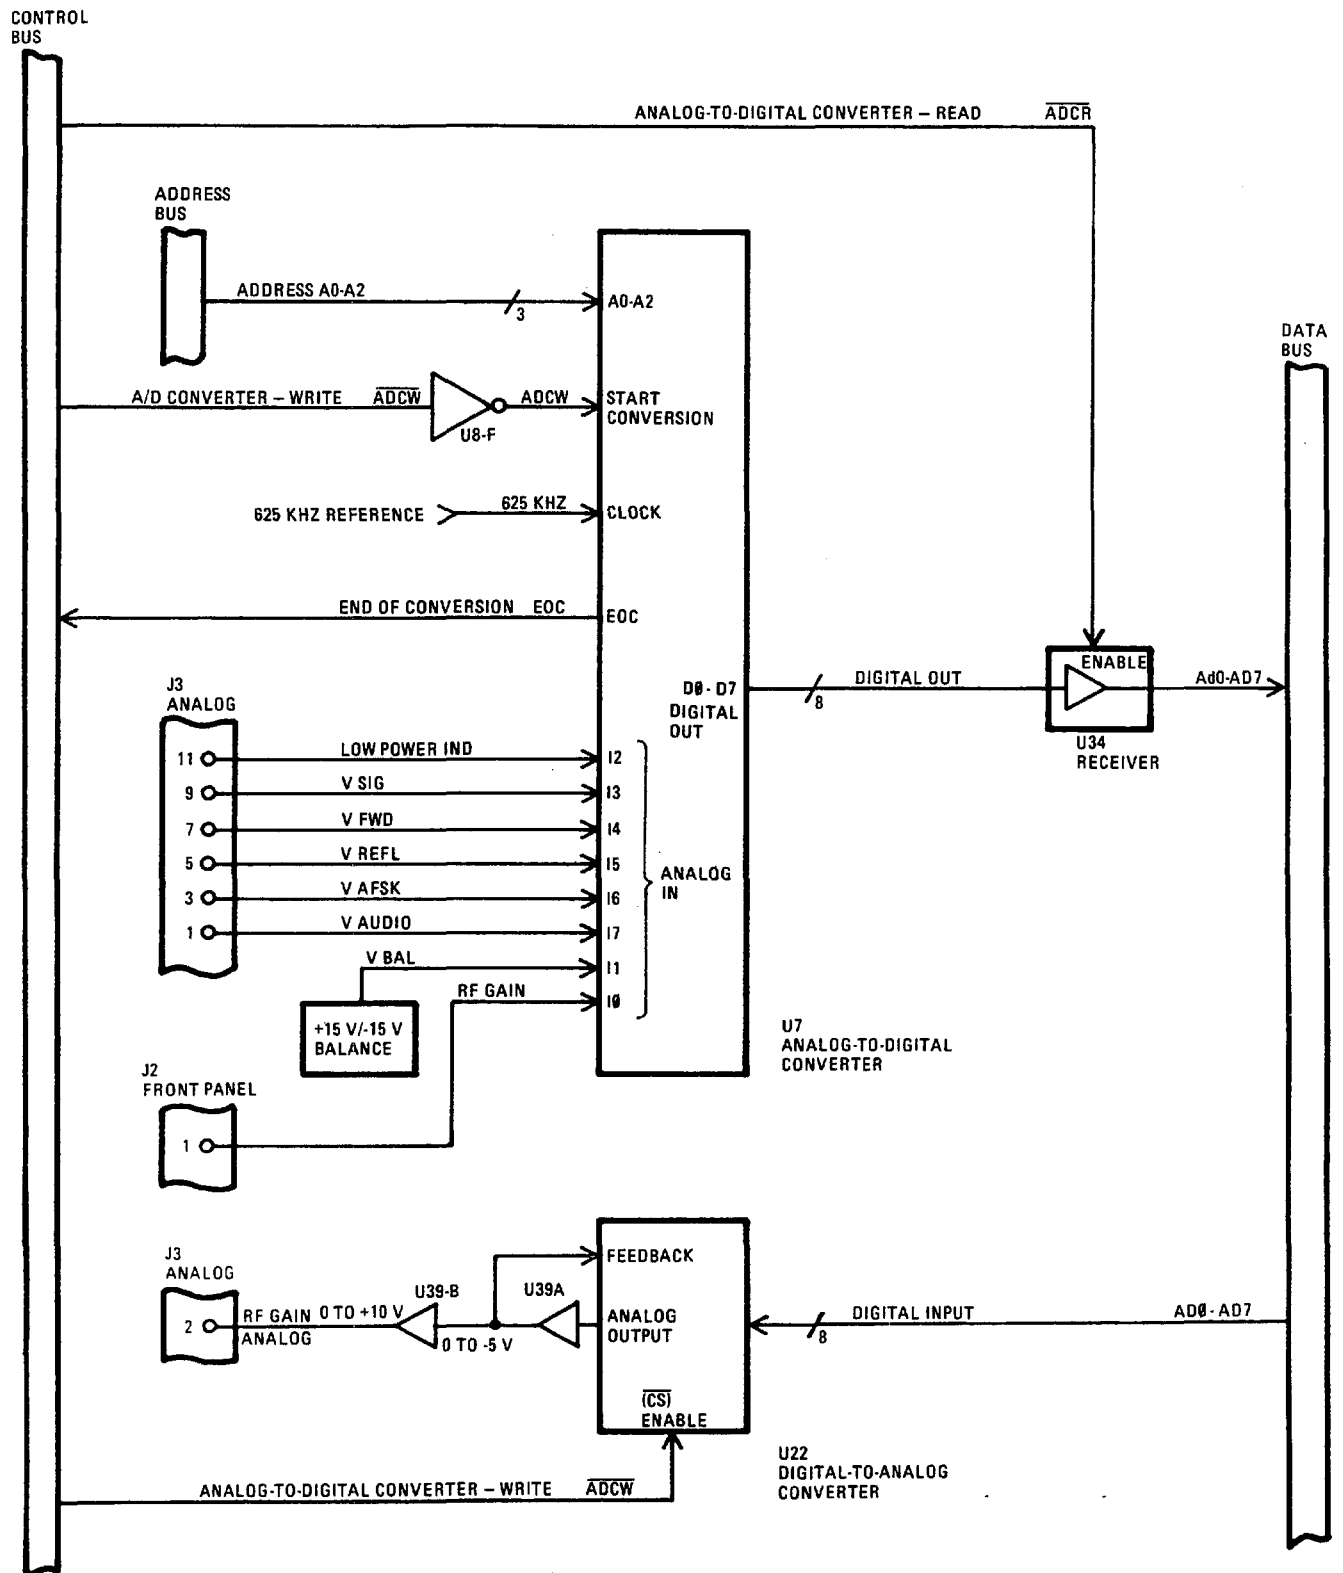 CONTROL
BUS
ANALOG-TO-DIGITAL CONVERTER – READ ADCR
ADDRESS
BUS
ADDRESS A0-A2
3
A0-A2
DATA
BUS
A/D CONVERTER – WRITE ADCW
ADCW
U8-F
START
CONVERSION
625 KHZ REFERENCE
625 KHZ
CLOCK
END OF CONVERSION EOC
EOC
ENABLE
D0 - D7
DIGITAL
OUT
8
DIGITAL OUT
Ad0-AD7
U34
RECEIVER
J3
ANALOG
11
LOW POWER IND
I2
9
V SIG
I3
7
V FWD
I4
5
V REFL
I5
3
V AFSK
I6
1
V AUDIO
I7
V BAL
I1
RF GAIN
I0
ANALOG
IN
+15 V/-15 V
BALANCE
U7
ANALOG-TO-DIGITAL
CONVERTER
J2
FRONT PANEL
1
J3
ANALOG
2
RF GAIN
ANALOG
0 TO +10 V
U39-B
0 TO -5 V
U39A
FEEDBACK
ANALOG
OUTPUT
(CS)
ENABLE
8
DIGITAL INPUT
AD0 - AD7
U22
DIGITAL-TO-ANALOG
CONVERTER
ANALOG-TO-DIGITAL CONVERTER – WRITE ADCW